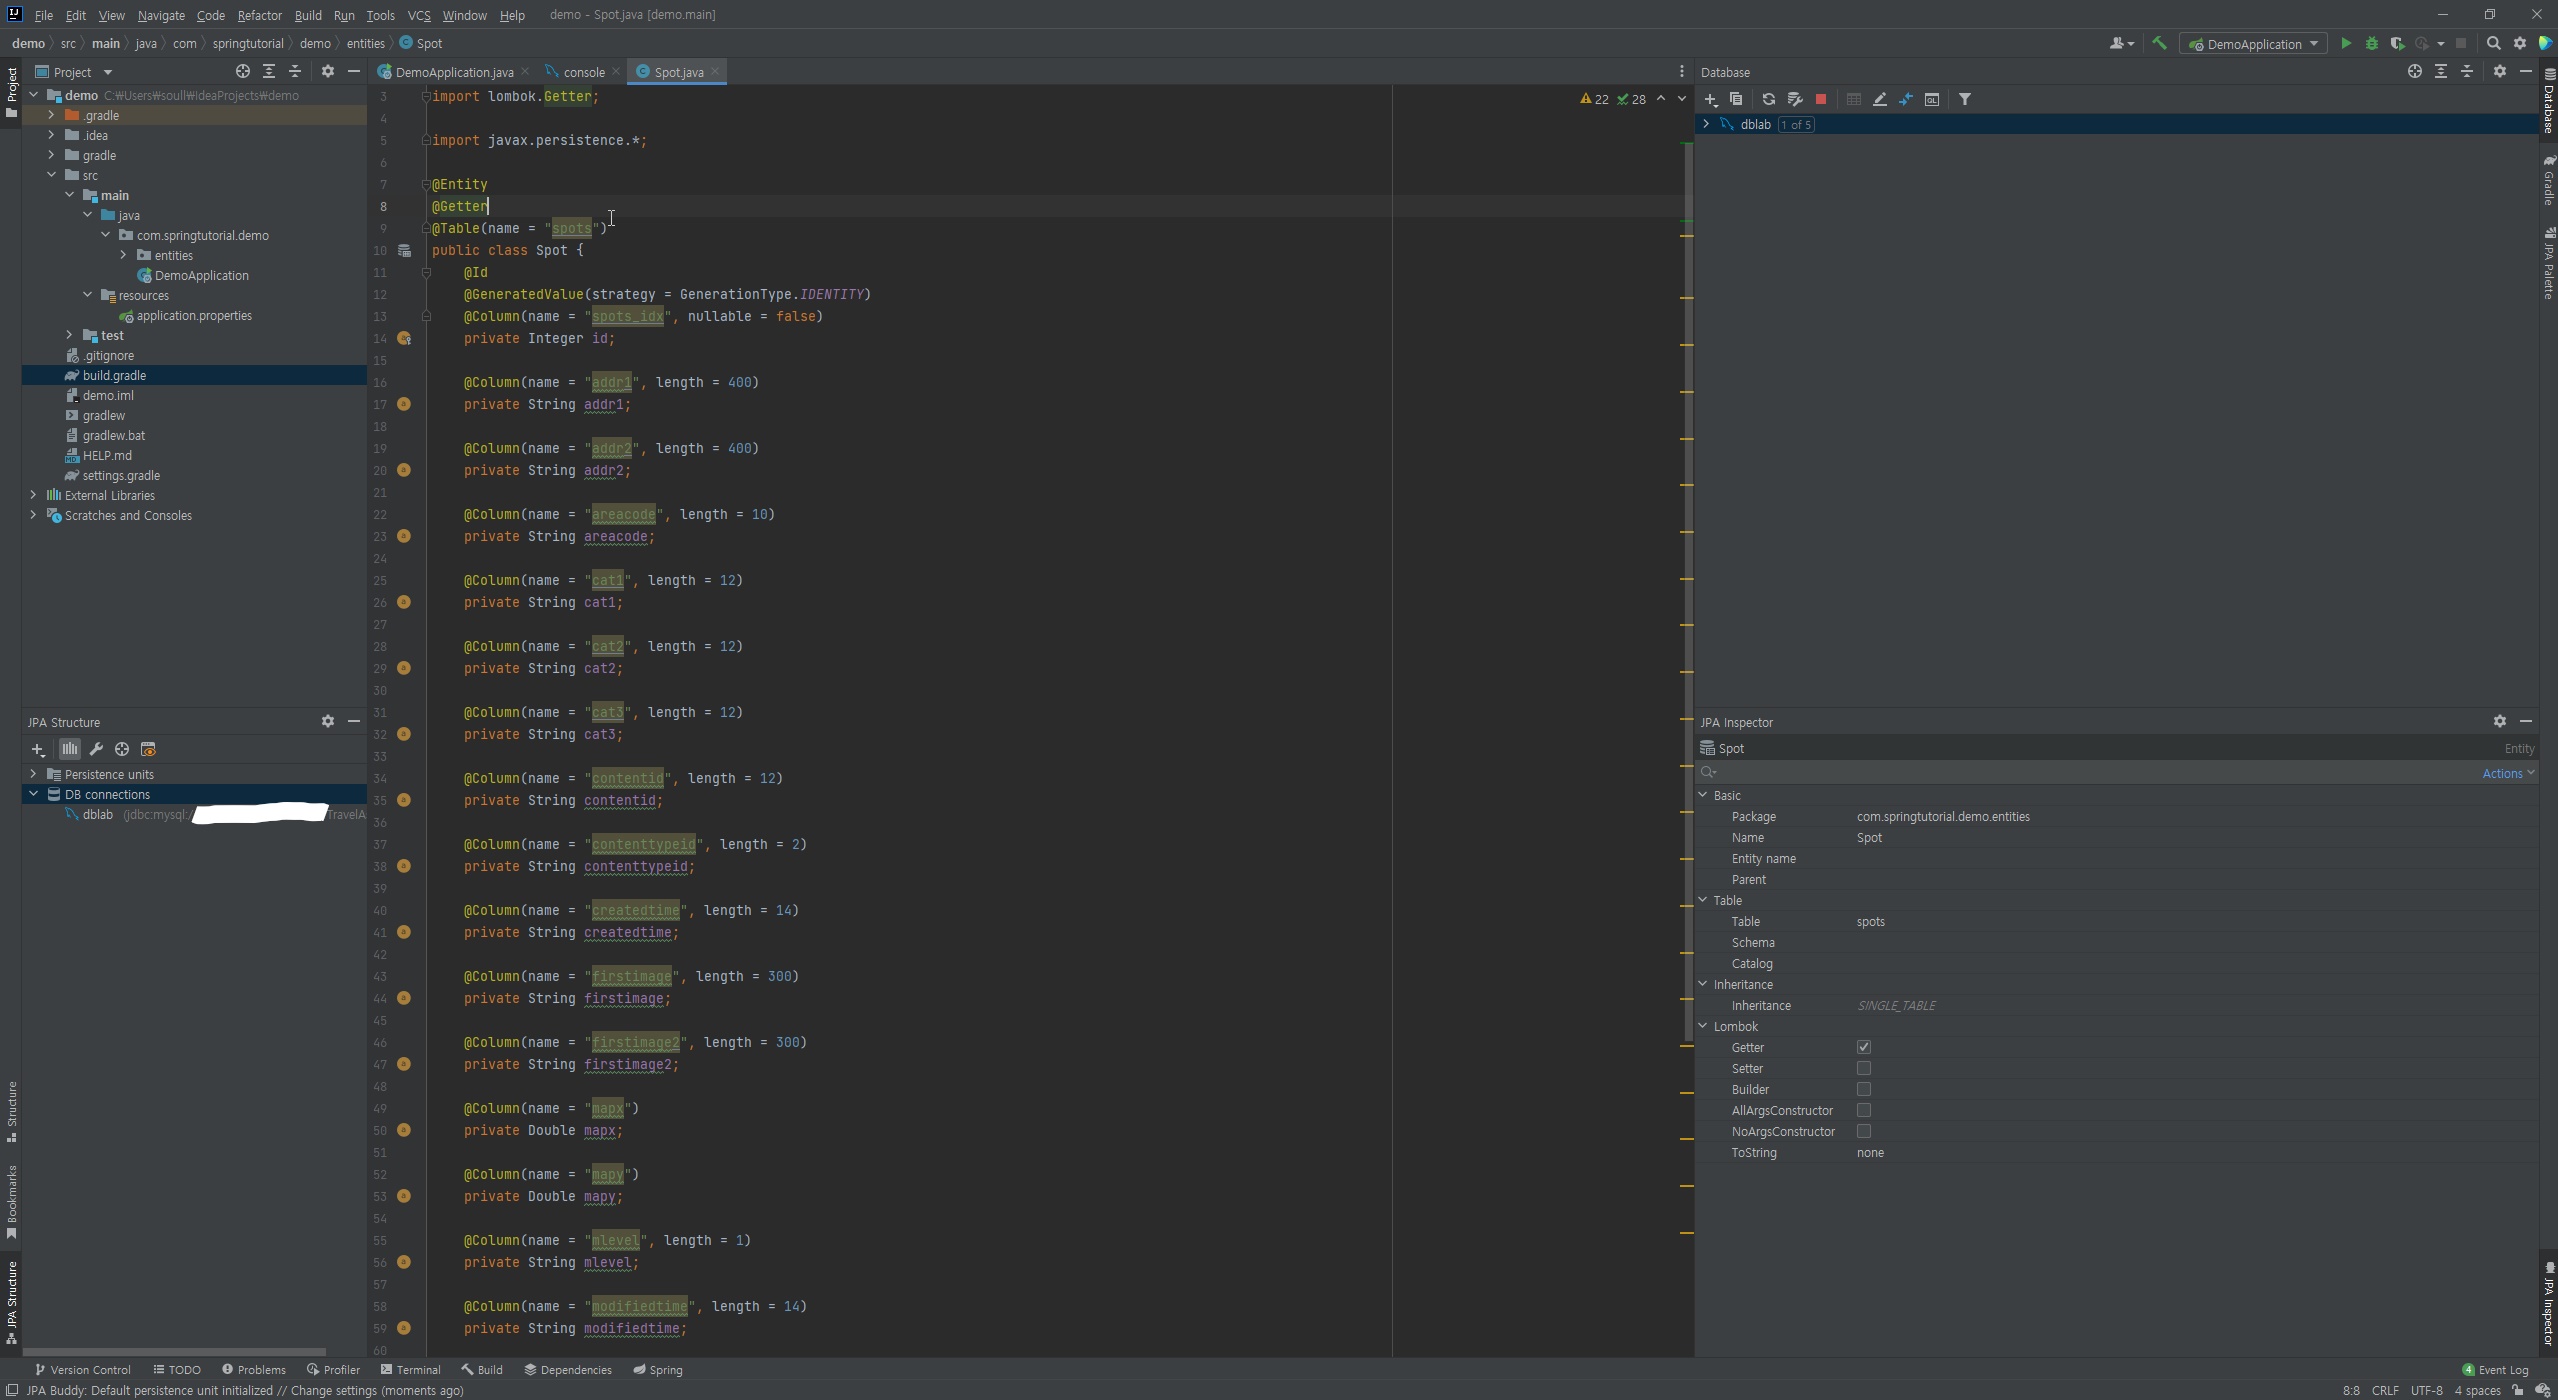 File Edit View Navigate Code Refactor Build Run Tools VCS Window Help demo - Spot.java [demo.main]
demo src main java com springtutorial demo entities Spot
DemoApplication
Project
demo C:₩Users₩soull₩IdeaProjects₩demo
.gradle
.idea
gradle
src
main
java
com.springtutorial.demo
entities
DemoApplication
resources
application.properties
test
.gitignore
build.gradle
demo.iml
gradlew
gradlew.bat
HELP.md
settings.gradle
External Libraries
Scratches and Consoles
JPA Structure
Persistence units
DB connections
dblab (jdbc:mysql:/ TravelA
Project
Structure
Bookmarks
JPA Structure
DemoApplication.java console Spot.java
22 28
3 import lombok.Getter;
4
5 import javax.persistence.*;
6
7 @Entity
8 @Getter
9 @Table(name = "spots")
10 public class Spot {
11 @Id
12 @GeneratedValue(strategy = GenerationType.IDENTITY)
13 @Column(name = "spots_idx", nullable = false)
14 private Integer id;
15
16 @Column(name = "addr1", length = 400)
17 private String addr1;
18
19 @Column(name = "addr2", length = 400)
20 private String addr2;
21
22 @Column(name = "areacode", length = 10)
23 private String areacode;
24
25 @Column(name = "cat1", length = 12)
26 private String cat1;
27
28 @Column(name = "cat2", length = 12)
29 private String cat2;
30
31 @Column(name = "cat3", length = 12)
32 private String cat3;
33
34 @Column(name = "contentid", length = 12)
35 private String contentid;
36
37 @Column(name = "contenttypeid", length = 2)
38 private String contenttypeid;
39
40 @Column(name = "createdtime", length = 14)
41 private String createdtime;
42
43 @Column(name = "firstimage", length = 300)
44 private String firstimage;
45
46 @Column(name = "firstimage2", length = 300)
47 private String firstimage2;
48
49 @Column(name = "mapx")
50 private Double mapx;
51
52 @Column(name = "mapy")
53 private Double mapy;
54
55 @Column(name = "mlevel", length = 1)
56 private String mlevel;
57
58 @Column(name = "modifiedtime", length = 14)
59 private String modifiedtime;
60
Database
dblab 1 of 5
JPA Inspector
Spot Entity
Actions
Basic
Package com.springtutorial.demo.entities
Name Spot
Entity name
Parent
Table
Table spots
Schema
Catalog
Inheritance
Inheritance SINGLE_TABLE
Lombok
Getter
Setter
Builder
AllArgsConstructor
NoArgsConstructor
ToString none
Database
Gradle
JPA Palette
JPA Inspector
Version Control TODO Problems Profiler Terminal Build Dependencies Spring 4 Event Log
JPA Buddy: Default persistence unit initialized // Change settings (moments ago) 8:8 CRLF UTF-8 4 spaces